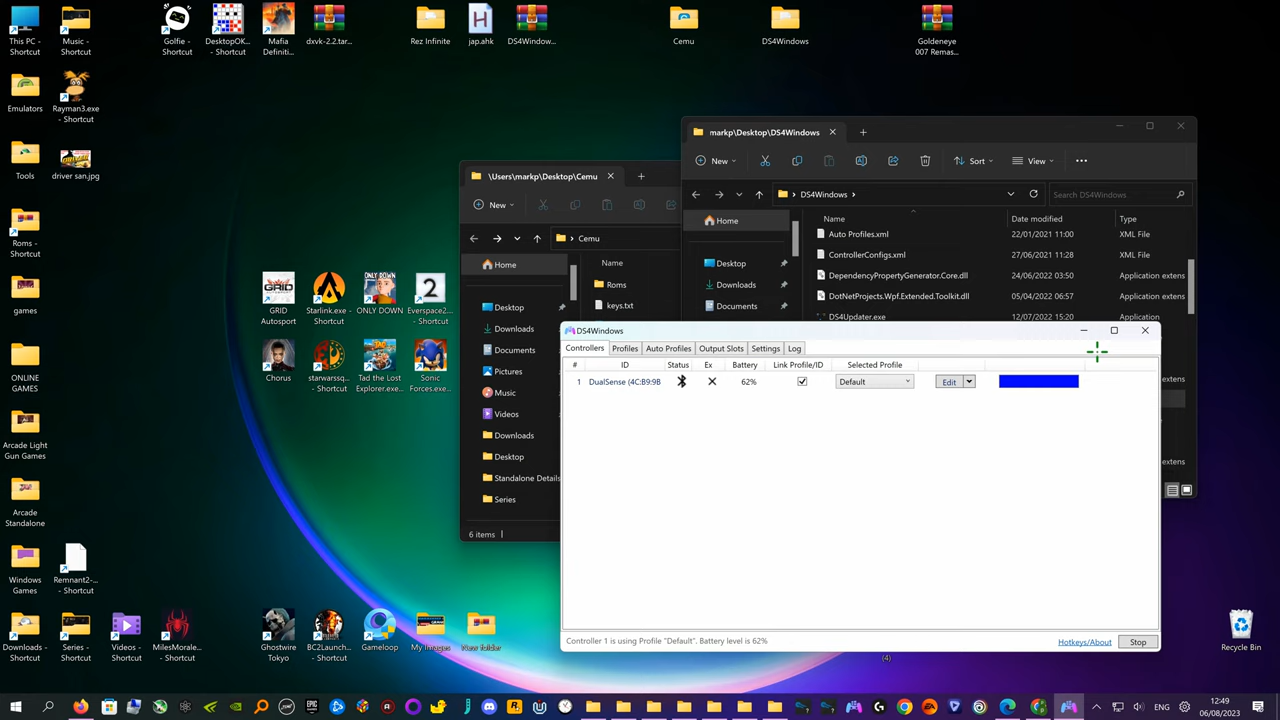 This PC -
Shortcut
Music -
Shortcut
Golfie -
Shortcut
DesktopOK
... - Shortcut
Mafia
Definiti...
dxvk-2.2.tar...
Rez Infinite
jap.ahk
DS4Window...
Cemu
DS4Windows
Goldeneye
007 Remas...
Emulators
Rayman3.exe
- Shortcut
Tools
driver san.jpg
Roms -
Shortcut
games
GRID
Autosport
Starlink.exe -
Shortcut
ONLY DOWN
Everspace2...
- Shortcut
ONLINE
GAMES
Chorus
starwarssq...
- Shortcut
Tad the Lost
Explorer.exe...
Sonic
Forces.exe...
Arcade Light
Gun Games
Arcade
Standalone
Windows
Games
Remnant2-...
- Shortcut
Downloads -
Shortcut
Series -
Shortcut
Videos -
Shortcut
MilesMorale...
- Shortcut
Ghostwire
Tokyo
BC2Launch...
- Shortcut
Gameloop
My Images
New folder
Recycle Bin
(4)
\Users\markp\Desktop\Cemu
New
Cemu
Home
Name
Roms
keys.txt
Desktop
Downloads
Documents
Pictures
Music
Videos
Downloads
Desktop
Standalone Details
Series
6 items
markp\Desktop\DS4Windows
New
Sort
View
DS4Windows
Search DS4Windows
Home
Name
Date modified
Type
Auto Profiles.xml
22/01/2021 11:00
XML File
Desktop
ControllerConfigs.xml
27/06/2021 11:28
XML File
Downloads
DependencyPropertyGenerator.Core.dll
24/06/2022 03:50
Application extens
Documents
DotNetProjects.Wpf.Extended.Toolkit.dll
05/04/2022 06:57
Application extens
DS4Updater.exe
12/07/2022 15:20
Application
extens
extens
extens
DS4Windows
Controllers
Profiles
Auto Profiles
Output Slots
Settings
Log
#
ID
Status
Ex
Battery
Link Profile/ID
Selected Profile
1
DualSense (4C:B9:9B
62%
Default
Edit
Controller 1 is using Profile "Default". Battery level is 62%
Hotkeys/About
Stop
12:49
06/08/2023